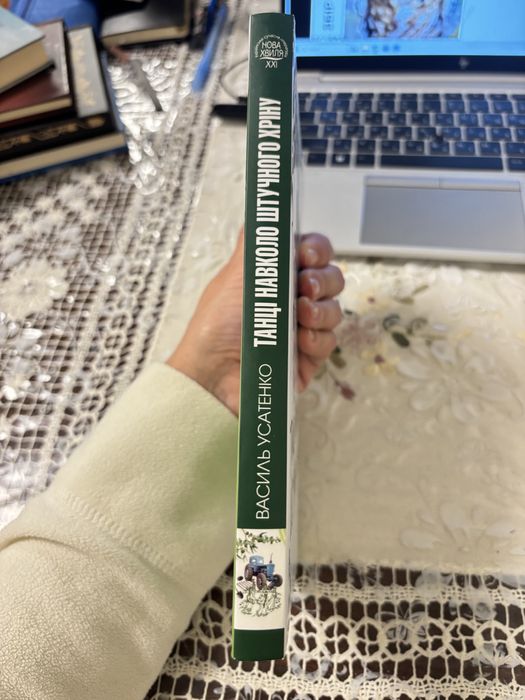 НОВА
ХВИЛЯ
XXI
ТАНЦІ НАВКОЛО ШТУЧНОГО ХРІНУ
ВАСИЛЬ УСАТЕНКО